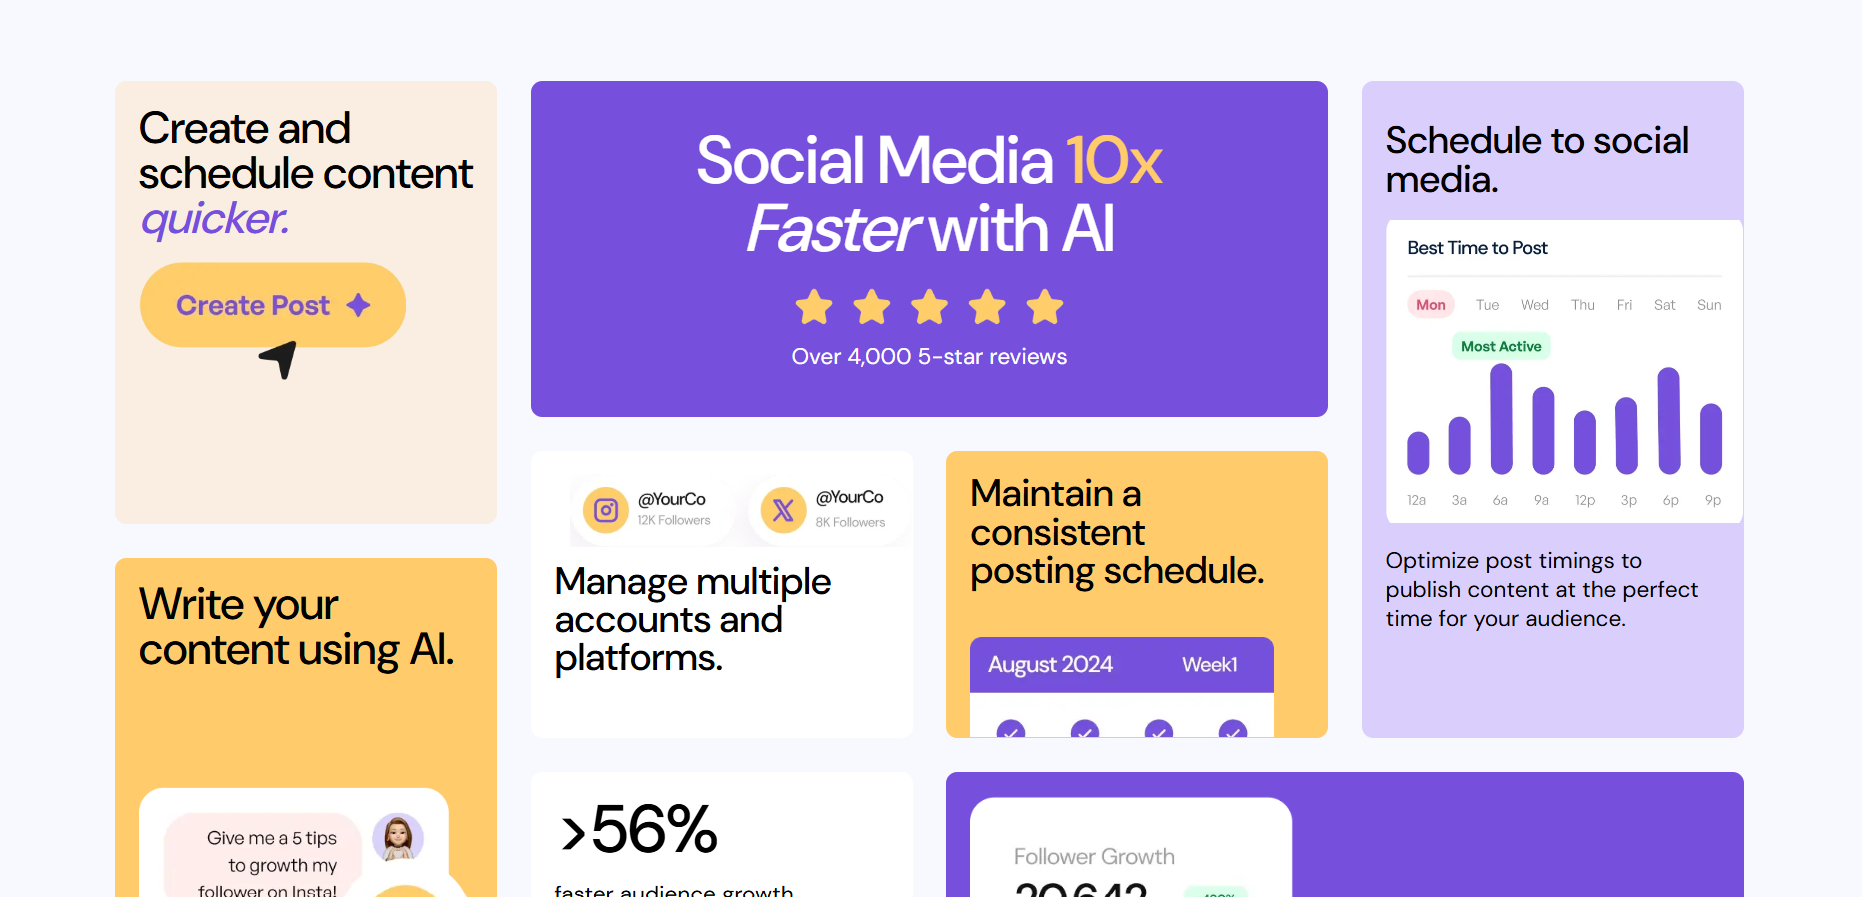 Create and
schedule content
quicker.
Create Post
Social Media 10x
Faster with AI
Over 4,000 5-star reviews
Schedule to social
media.
Best Time to Post
Mon Tue Wed Thu Fri Sat Sun
Most Active
12a 3a 6a 9a 12p 3p 6p 9p
Optimize post timings to
publish content at the perfect
time for your audience.
@YourCo
12K Followers
@YourCo
8K Followers
Manage multiple
accounts and
platforms.
Maintain a
consistent
posting schedule.
August 2024 Week1
Write your
content using AI.
Give me a 5 tips
to growth my
follower on Insta!
>56%
faster audience growth
Follower Growth